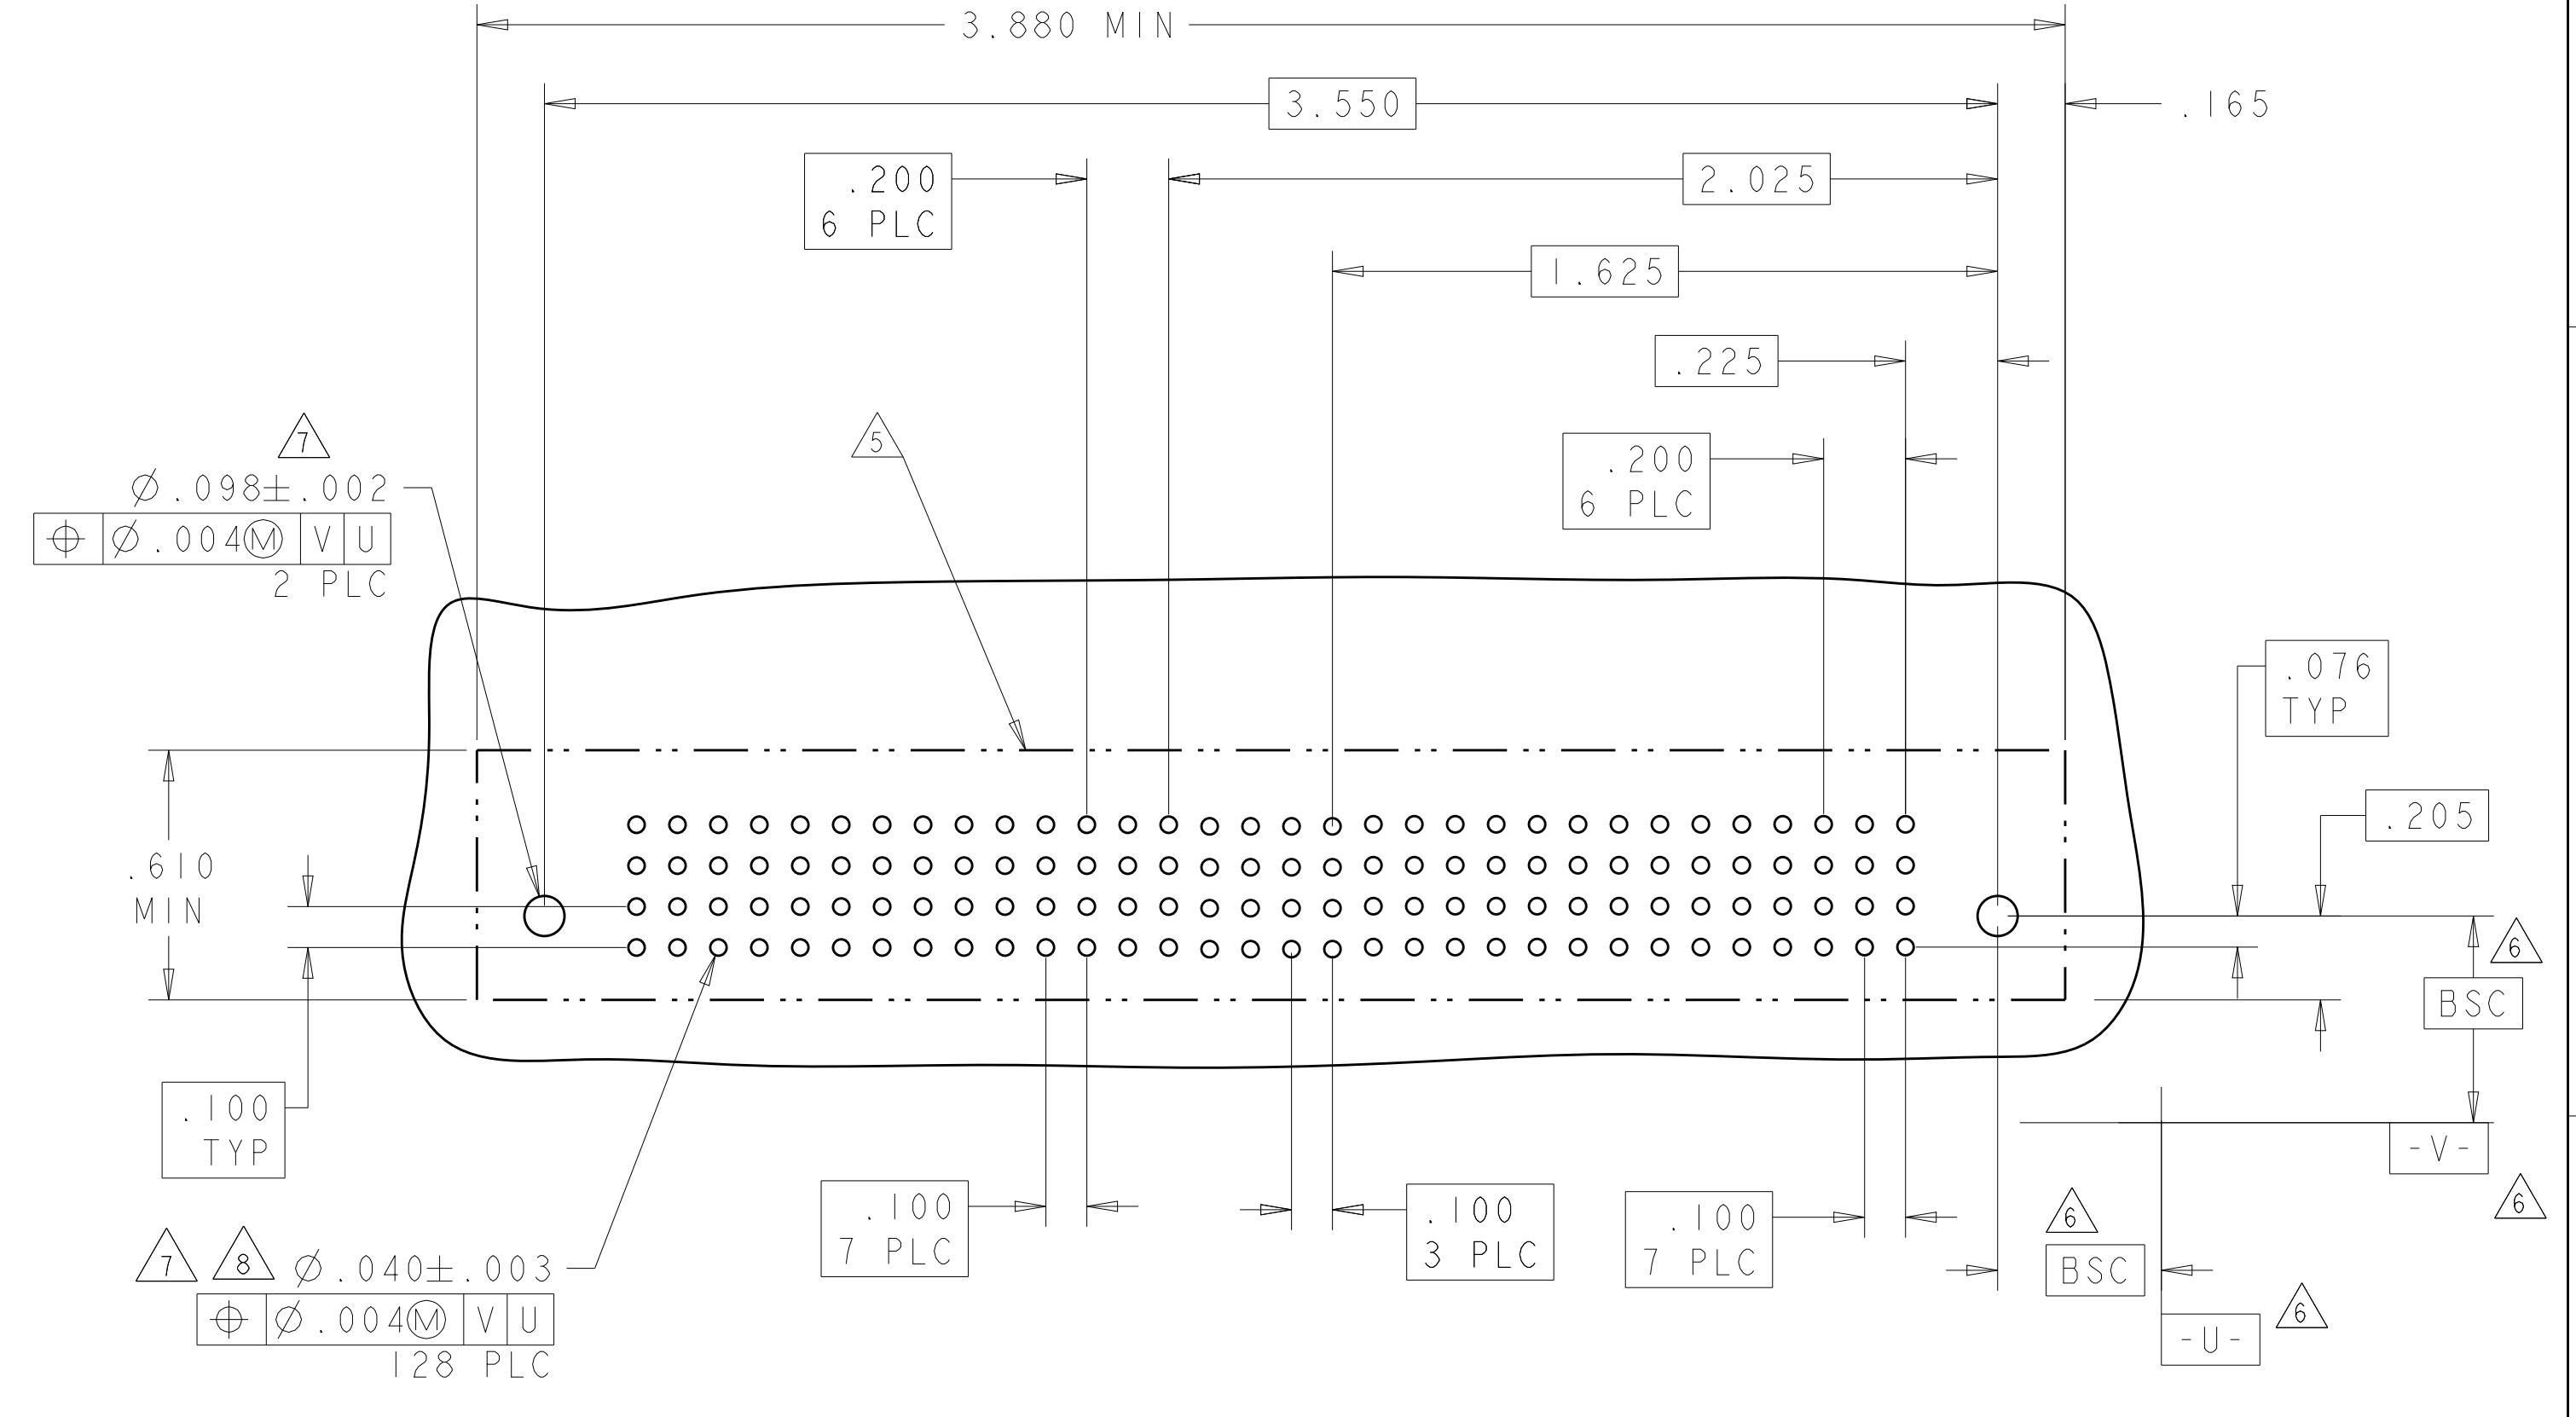 3.880 MIN
3.550
.165
.200
6 PLC
2.025
1.625
.225
.200
6 PLC
7
5
Ø.098±.002
⌖ Ø.004Ⓜ V U
2 PLC
.076
TYP
.205
.610
MIN
6
BSC
.100
TYP
-V-
6
.100
7 PLC
.100
3 PLC
.100
7 PLC
6
BSC
7 8 Ø.040±.003
⌖ Ø.004Ⓜ V U
128 PLC
6
-U-